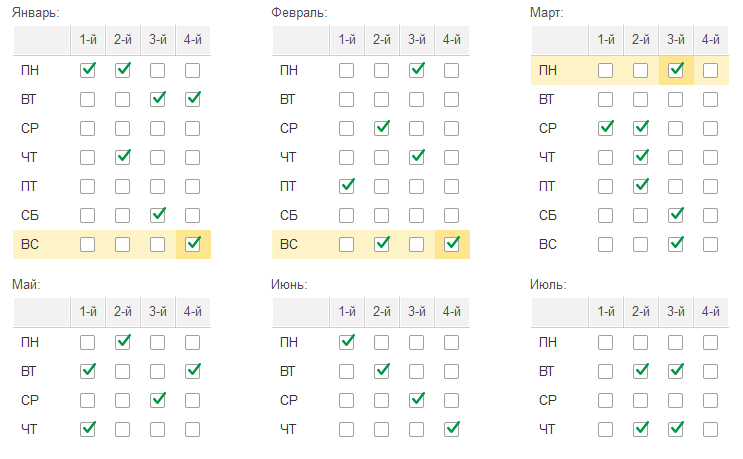 Январь: Февраль: Март:
1-й 2-й 3-й 4-й 1-й 2-й 3-й 4-й 1-й 2-й 3-й 4-й
ПН ПН ПН
ВТ ВТ ВТ
СР СР СР
ЧТ ЧТ ЧТ
ПТ ПТ ПТ
СБ СБ СБ
ВС ВС ВС
Май: Июнь: Июль:
1-й 2-й 3-й 4-й 1-й 2-й 3-й 4-й 1-й 2-й 3-й 4-й
ПН ПН ПН
ВТ ВТ ВТ
СР СР СР
ЧТ ЧТ ЧТ